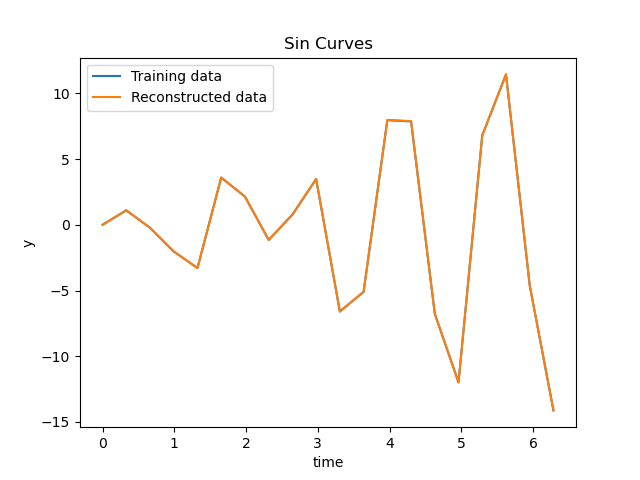 Sin Curves
Training data
Reconstructed data
10
5
0
−5
−10
−15
y
0 1 2 3 4 5 6
time